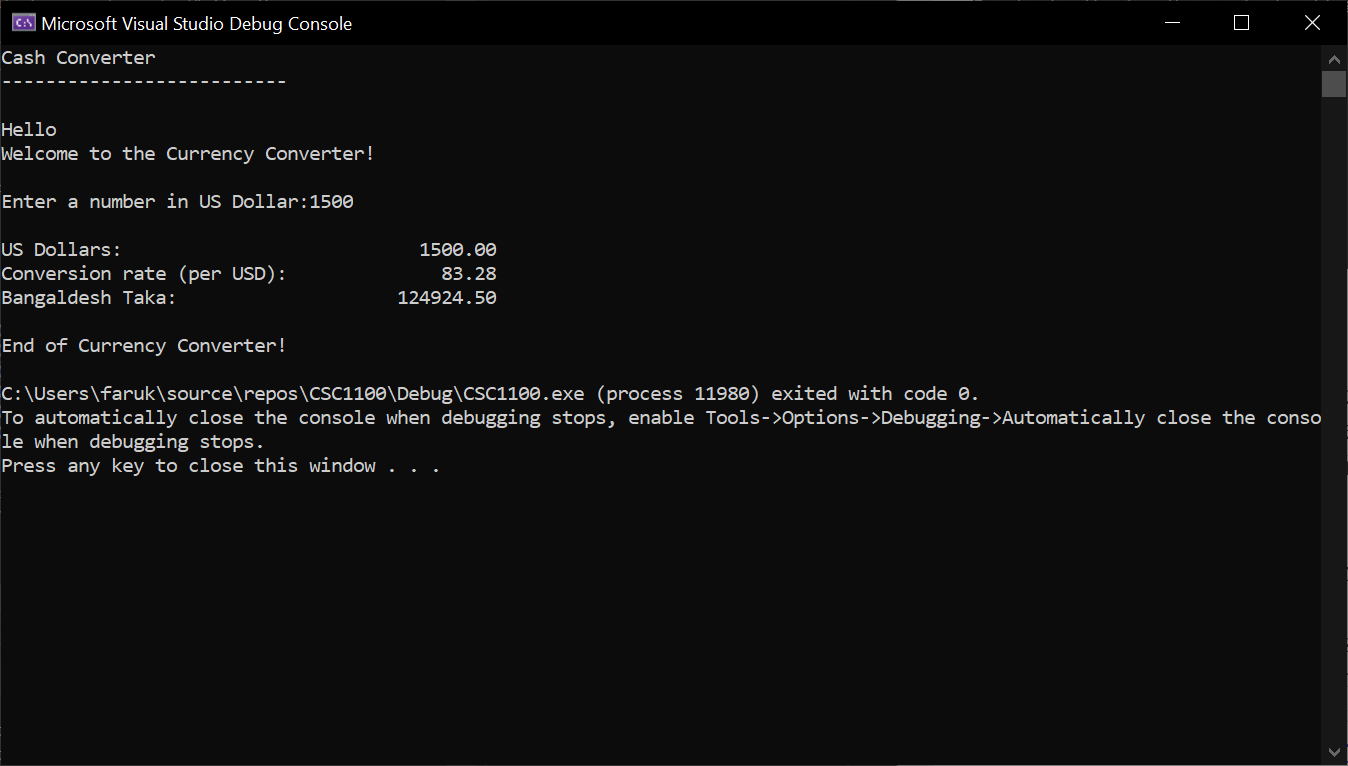 Microsoft Visual Studio Debug Console
Cash Converter
--------------------------
Hello
Welcome to the Currency Converter!
Enter a number in US Dollar:1500
US Dollars: 1500.00
Conversion rate (per USD): 83.28
Bangaldesh Taka: 124924.50
End of Currency Converter!
C:\Users\faruk\source\repos\CSC1100\Debug\CSC1100.exe (process 11980) exited with code 0.
To automatically close the console when debugging stops, enable Tools->Options->Debugging->Automatically close the conso
le when debugging stops.
Press any key to close this window . . .